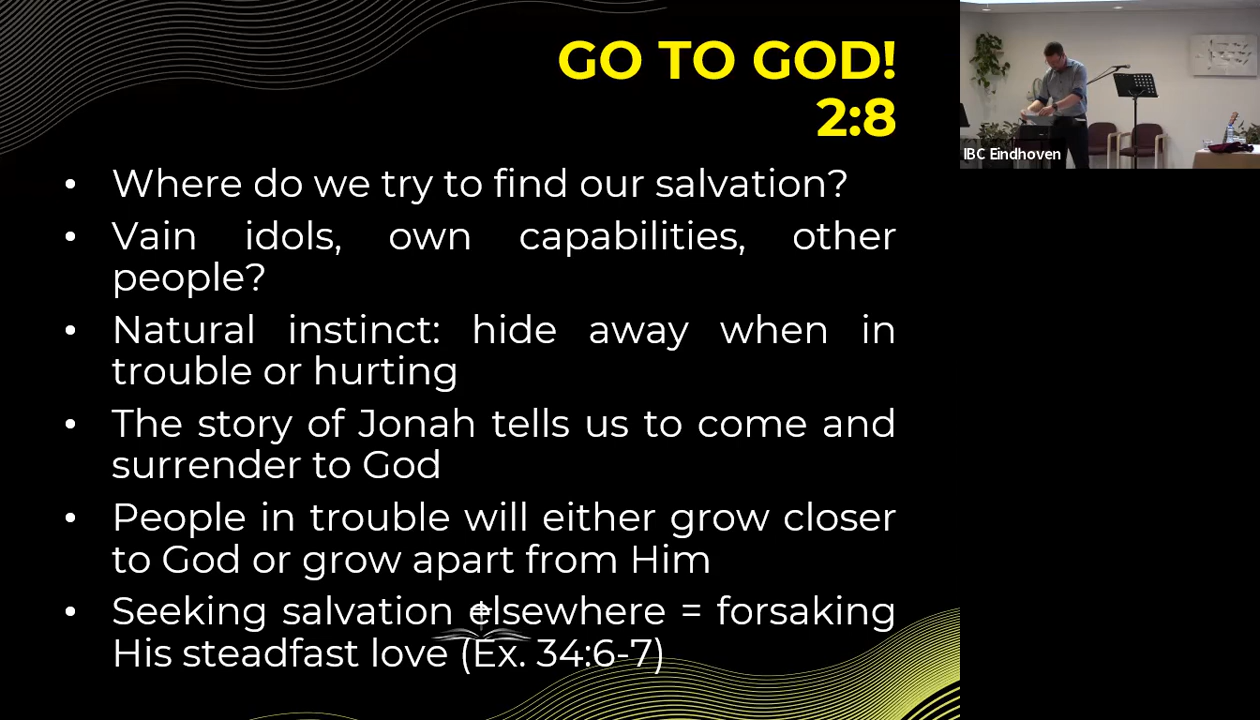 GO TO GOD!
2:8
• Where do we try to find our salvation?
• Vain idols, own capabilities, other
people?
• Natural instinct: hide away when in
trouble or hurting
• The story of Jonah tells us to come and
surrender to God
• People in trouble will either grow closer
to God or grow apart from Him
• Seeking salvation elsewhere = forsaking
His steadfast love (Ex. 34:6-7)
IBC Eindhoven